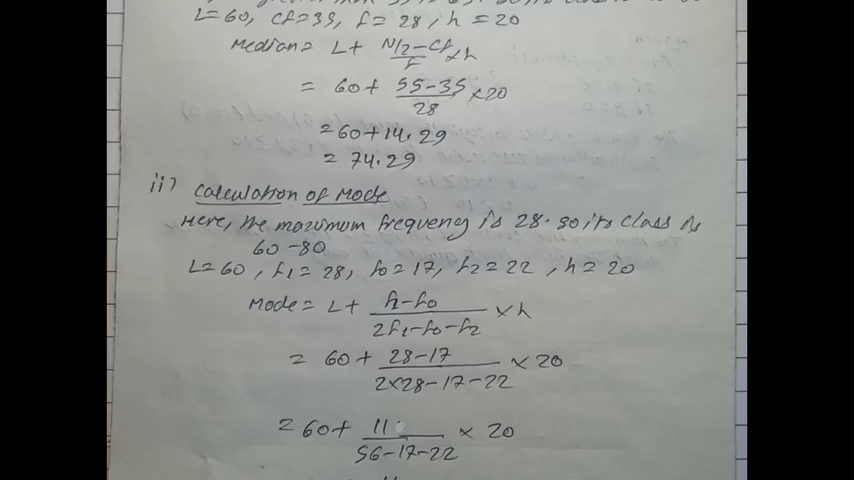 L=60, Cf=35, f=28, h=20
Median= L+ N/2-Cf/f ×h
= 60+ 55-35/28 ×20
=60+14.29
= 74.29
ii) Calculation of Mode
Here, the maximum frequency is 28. so its class is
60-80
L=60, f1=28, f0=17, f2=22, h=20
Mode= L+ f1-f0/2f1-f0-f2 ×h
= 60+ 28-17/2×28-17-22 ×20
=60+ 11/56-17-22 × 20